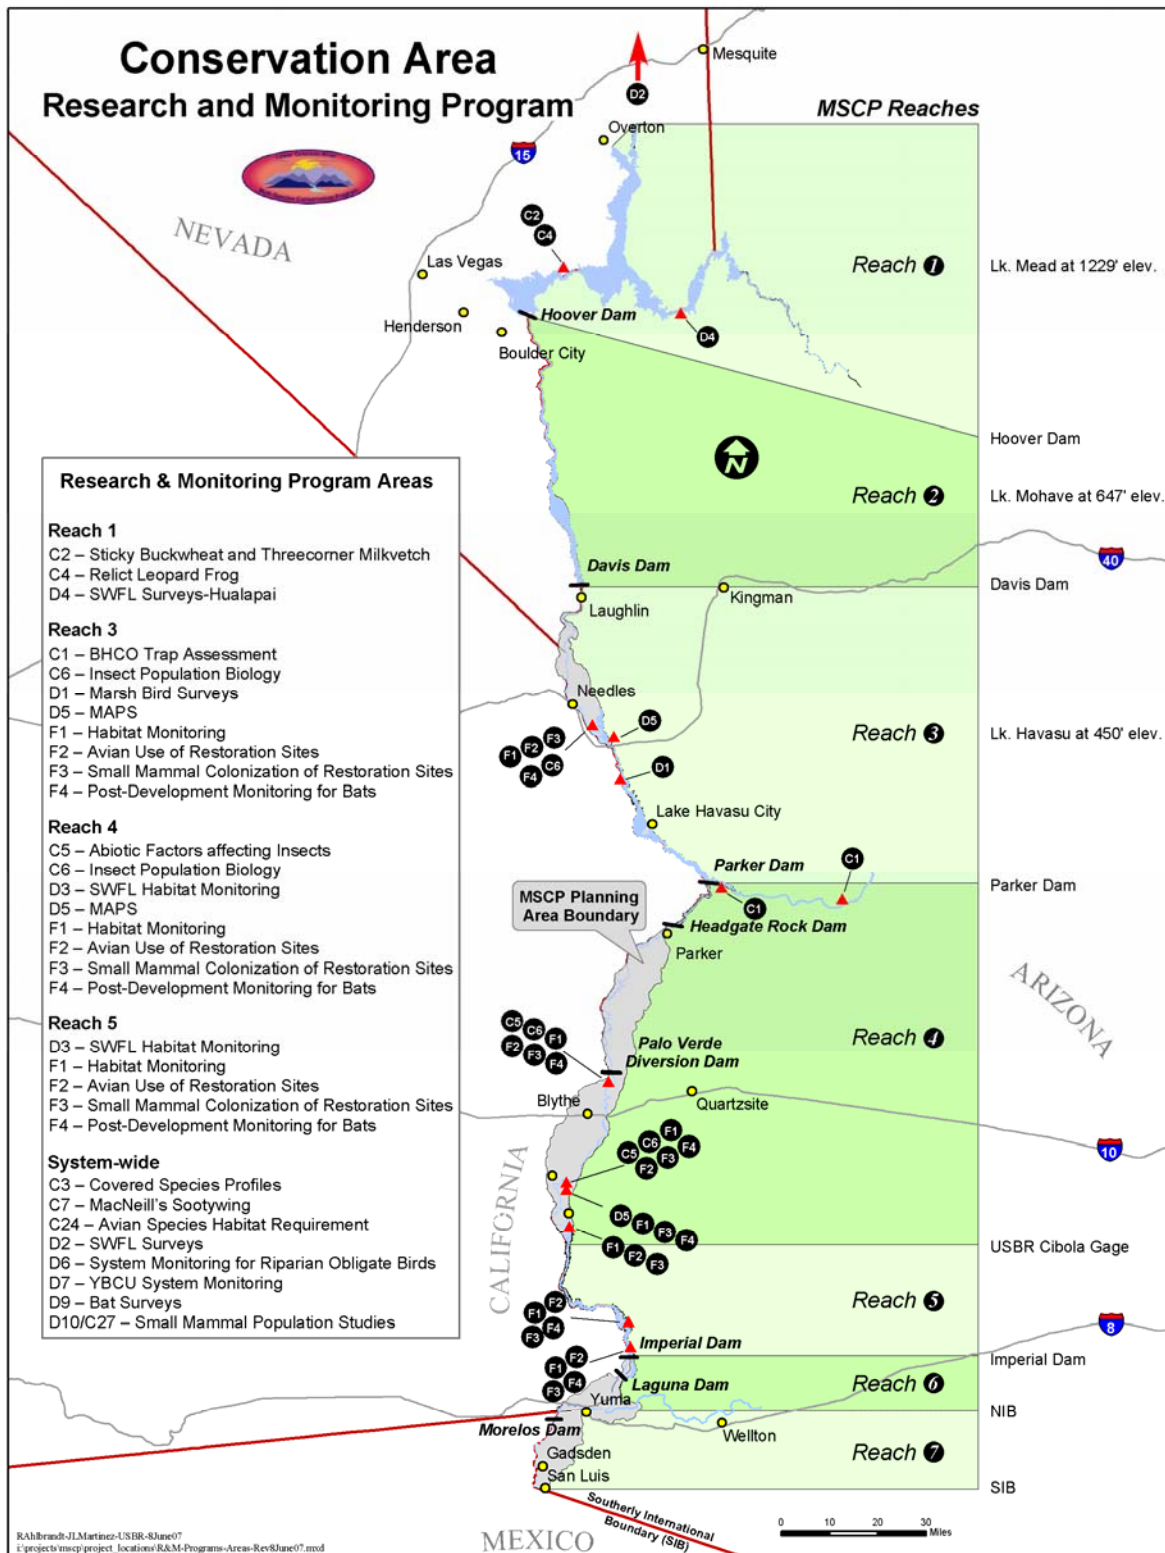 Conservation Area
Research and Monitoring Program
MSCP Reaches
Mesquite
D2
Overton
15
NEVADA
C2
C4
Las Vegas
Reach 1
Lk. Mead at 1229' elev.
Henderson
Hoover Dam
D4
Boulder City
Hoover Dam
N
Reach 2
Lk. Mohave at 647' elev.
40
Davis Dam
Davis Dam
Laughlin
Kingman
Needles
D5
Reach 3
Lk. Havasu at 450' elev.
F1 F2 F3
F4 C6
D1
Lake Havasu City
Parker Dam
C1
Parker Dam
C1
MSCP Planning
Area Boundary
Headgate Rock Dam
Parker
ARIZONA
C5 C6 F1
F2 F3 F4
Palo Verde
Diversion Dam
Reach 4
Blythe
Quartzsite
10
CALIFORNIA
C5 C6 F1
F2 F3 F4
D5 F1 F3 F4
F1 F2 F3
USBR Cibola Gage
Reach 5
F1 F2
F3 F4
8
Imperial Dam
Imperial Dam
F1 F2
F3 F4
Laguna Dam
Reach 6
Yuma
NIB
Morelos Dam
Wellton
Reach 7
Gadsden
San Luis
SIB
Southerly International
Boundary (SIB)
MEXICO
0 10 20 30
Miles
Research & Monitoring Program Areas
Reach 1
C2 – Sticky Buckwheat and Threecorner Milkvetch
C4 – Relict Leopard Frog
D4 – SWFL Surveys-Hualapai
Reach 3
C1 – BHCO Trap Assessment
C6 – Insect Population Biology
D1 – Marsh Bird Surveys
D5 – MAPS
F1 – Habitat Monitoring
F2 – Avian Use of Restoration Sites
F3 – Small Mammal Colonization of Restoration Sites
F4 – Post-Development Monitoring for Bats
Reach 4
C5 – Abiotic Factors affecting Insects
C6 – Insect Population Biology
D3 – SWFL Habitat Monitoring
D5 – MAPS
F1 – Habitat Monitoring
F2 – Avian Use of Restoration Sites
F3 – Small Mammal Colonization of Restoration Sites
F4 – Post-Development Monitoring for Bats
Reach 5
D3 – SWFL Habitat Monitoring
F1 – Habitat Monitoring
F2 – Avian Use of Restoration Sites
F3 – Small Mammal Colonization of Restoration Sites
F4 – Post-Development Monitoring for Bats
System-wide
C3 – Covered Species Profiles
C7 – MacNeill's Sootywing
C24 – Avian Species Habitat Requirement
D2 – SWFL Surveys
D6 – System Monitoring for Riparian Obligate Birds
D7 – YBCU System Monitoring
D9 – Bat Surveys
D10/C27 – Small Mammal Population Studies
RAhlbrandt-JLMartinez-USBR-8June07
i:\projects\mscp\project_locations\R&M-Programs-Areas-Rev8June07.mxd